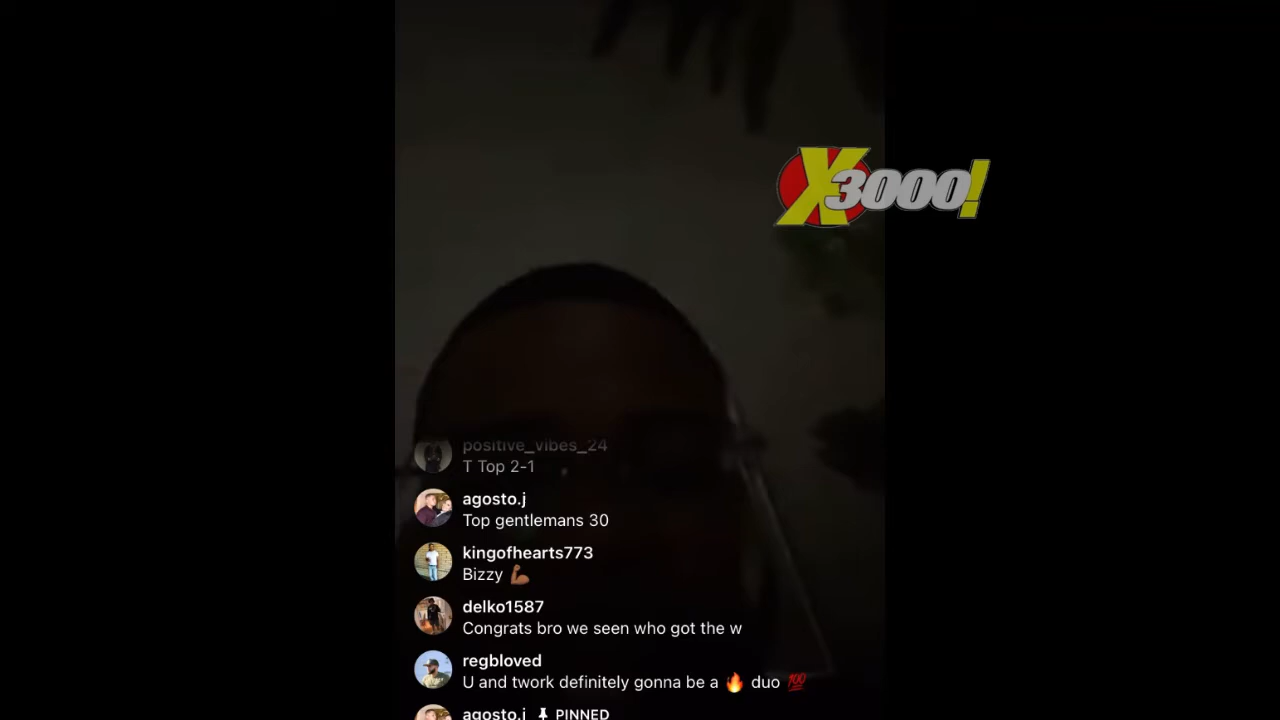 X3000!
positive_vibes_24
T Top 2-1
agosto.j
Top gentlemans 30
kingofhearts773
Bizzy 💪🏽
delko1587
Congrats bro we seen who got the w
regbloved
U and twork definitely gonna be a 🔥 duo 💯
agosto.j PINNED